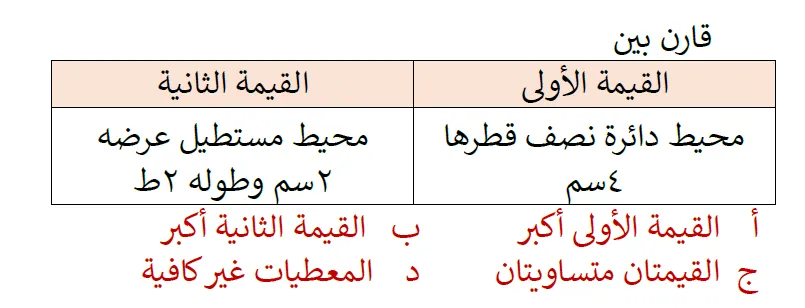 قارن بين
القيمة الأولى القيمة الثانية
محيط دائرة نصف قطرها محيط مستطيل عرضه
٤سم ٢سم وطوله ٢ط
أ القيمة الأولى أكبر ب القيمة الثانية أكبر
ج القيمتان متساويتان د المعطيات غير كافية